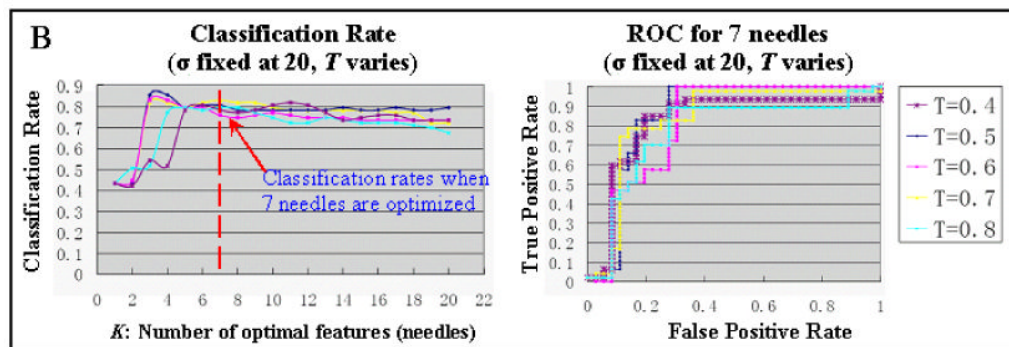 B
Classification Rate
(σ fixed at 20, T varies)
Classification Rate
0.9
0.8
0.7
0.6
0.5
0.4
0.3
0.2
0.1
0
0 2 4 6 8 10 12 14 16 18 20 22
Classification rates when
7 needles are optimized
K: Number of optimal features (needles)
ROC for 7 needles
(σ fixed at 20, T varies)
True Positive Rate
1
0.9
0.8
0.7
0.6
0.5
0.4
0.3
0.2
0.1
0
0 0.2 0.4 0.6 0.8 1
False Positive Rate
T=0.4
T=0.5
T=0.6
T=0.7
T=0.8